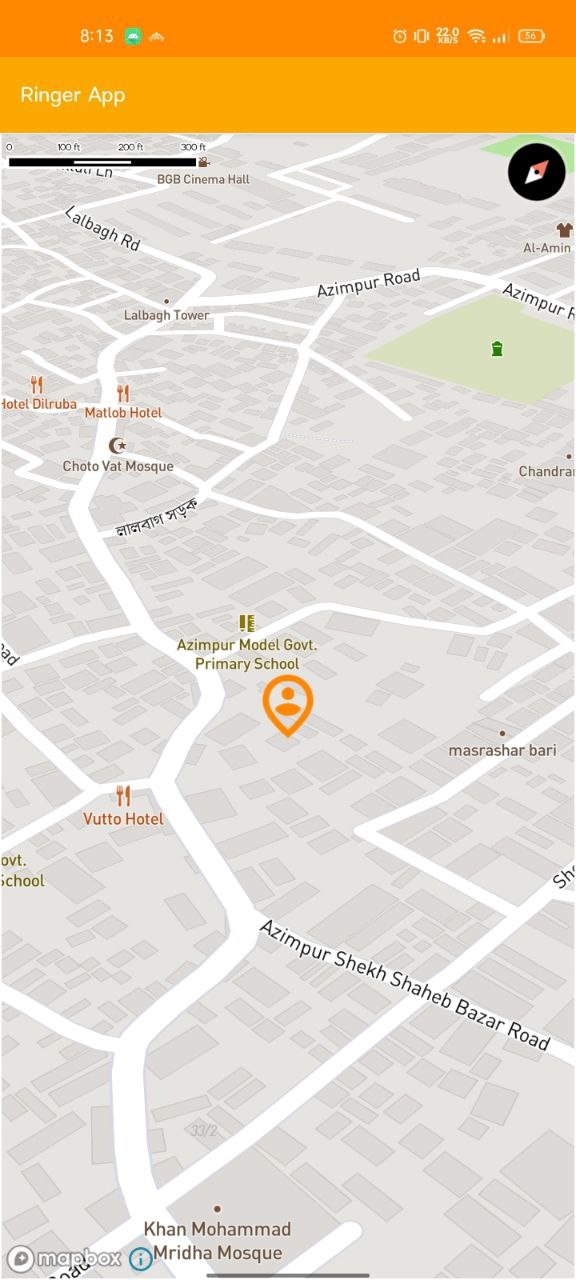 8:13
22.0
KB/S
56
Ringer App
0 100 ft 200 ft 300 ft
BGB Cinema Hall
Lalbagh Rd
Al-Amin
Azimpur Road
Azimpur R
Lalbagh Tower
Hotel Dilruba
Matlob Hotel
Choto Vat Mosque
Chandra
লালবাগ সড়ক
Azimpur Model Govt.
Primary School
oad
masrashar bari
Vutto Hotel
ovt.
School
She
Azimpur Shekh Shaheb Bazar Road
33/2
Khan Mohammad
Mridha Mosque
mapbox
Road